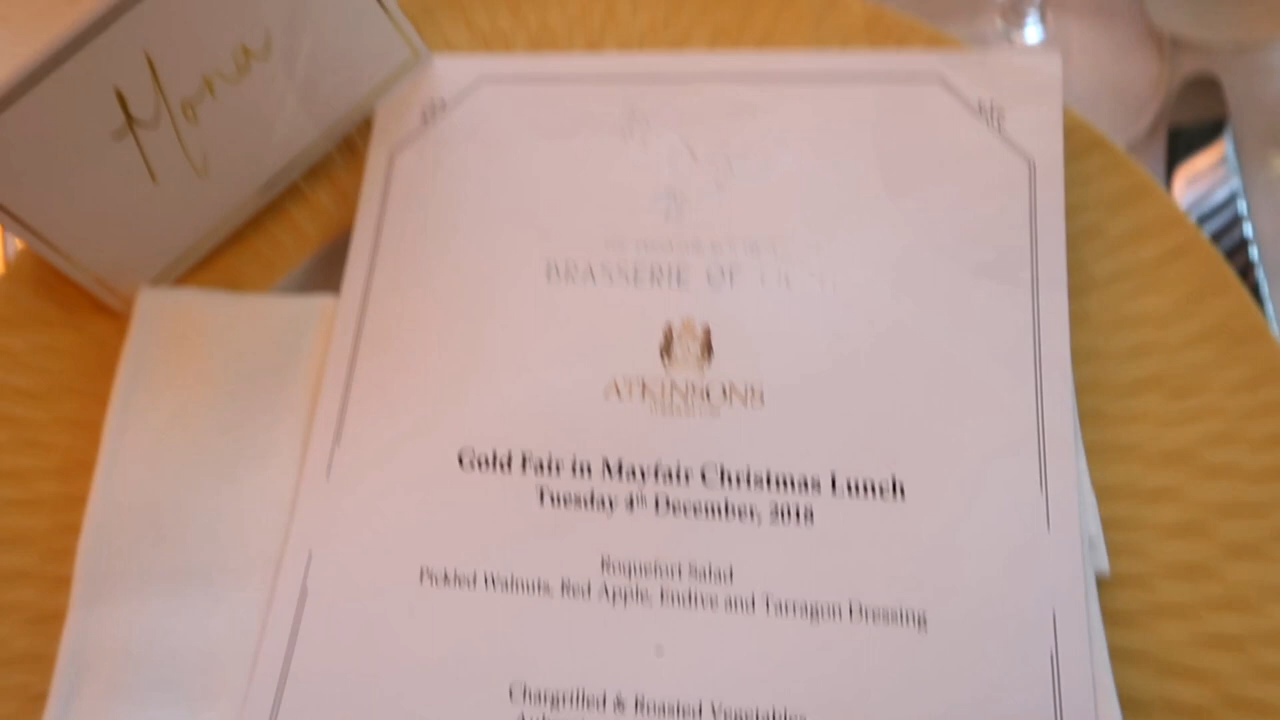 Mona
BRASSERIE OF
ATKINSONS
Gold Fair in Mayfair Christmas Lunch
Tuesday 4th December, 2018
Roquefort Salad
Pickled Walnuts, Red Apple, Endive and Tarragon Dressing
Chargrilled & Roasted Vegetables